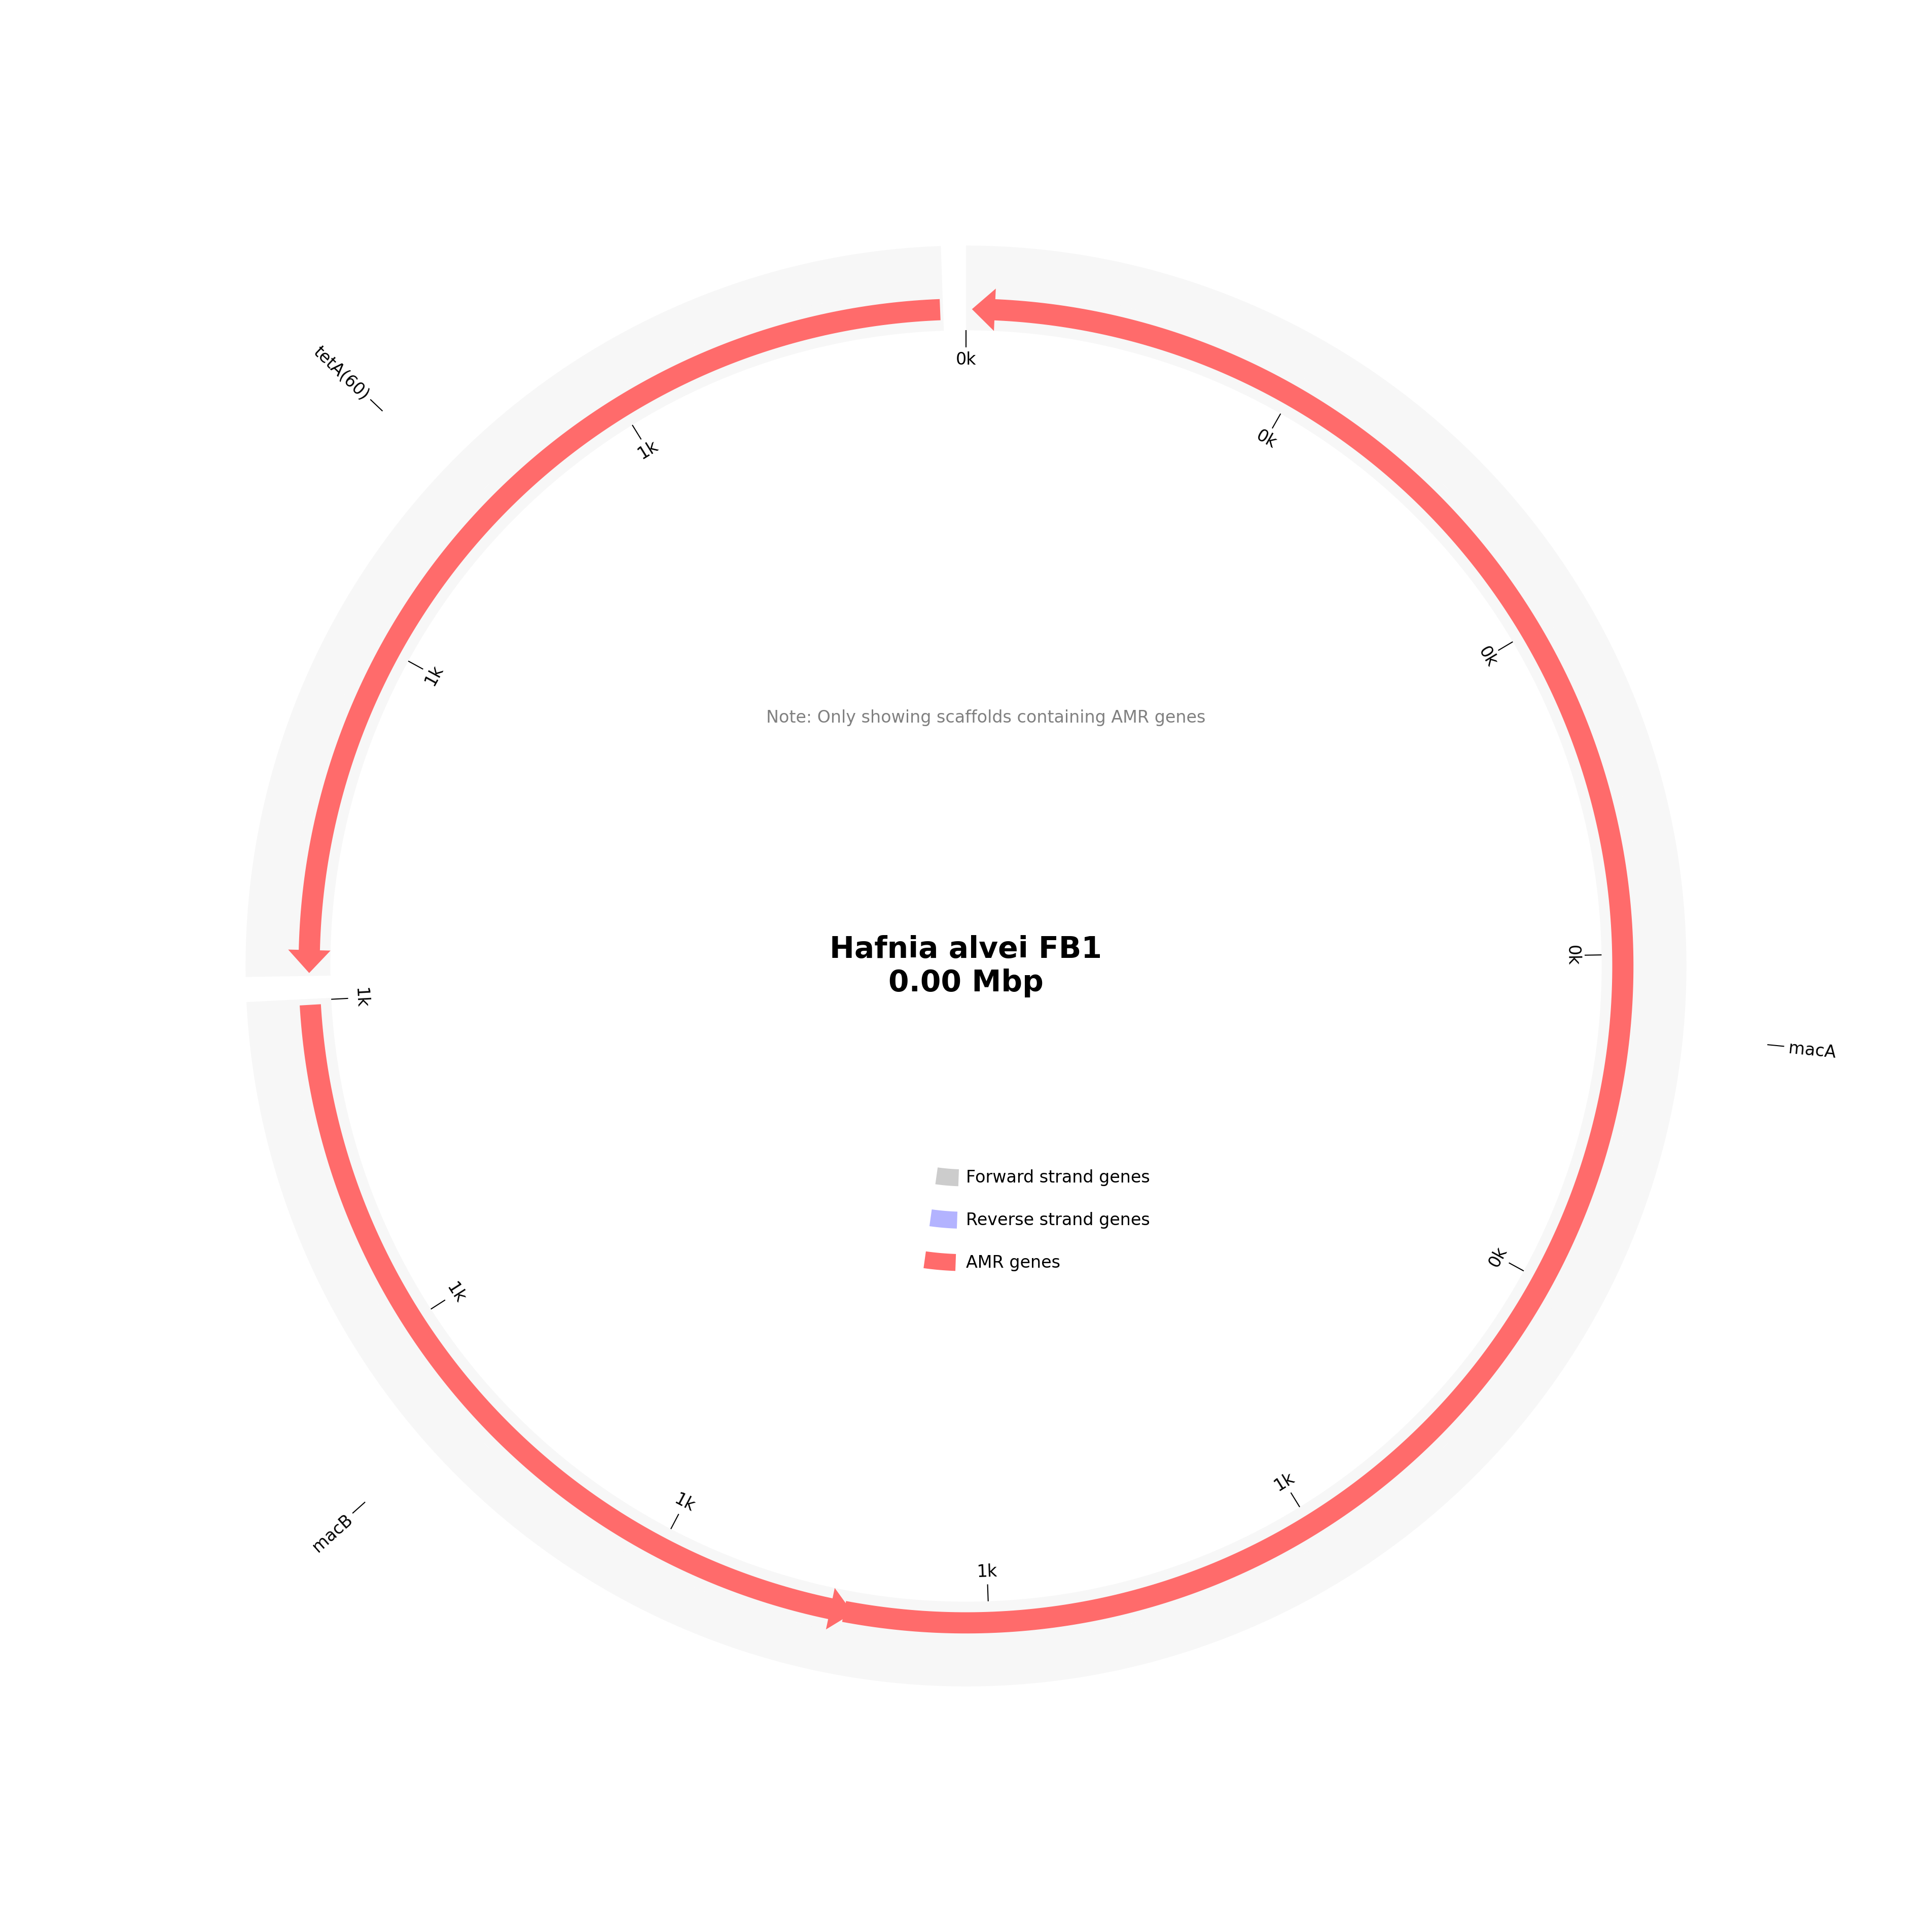 tetA(60)
0k
0k
0k
0k
0k
1k
1k
1k
1k
1k
1k
1k
macA
macB
Note: Only showing scaffolds containing AMR genes
Hafnia alvei FB1
0.00 Mbp
Forward strand genes
Reverse strand genes
AMR genes